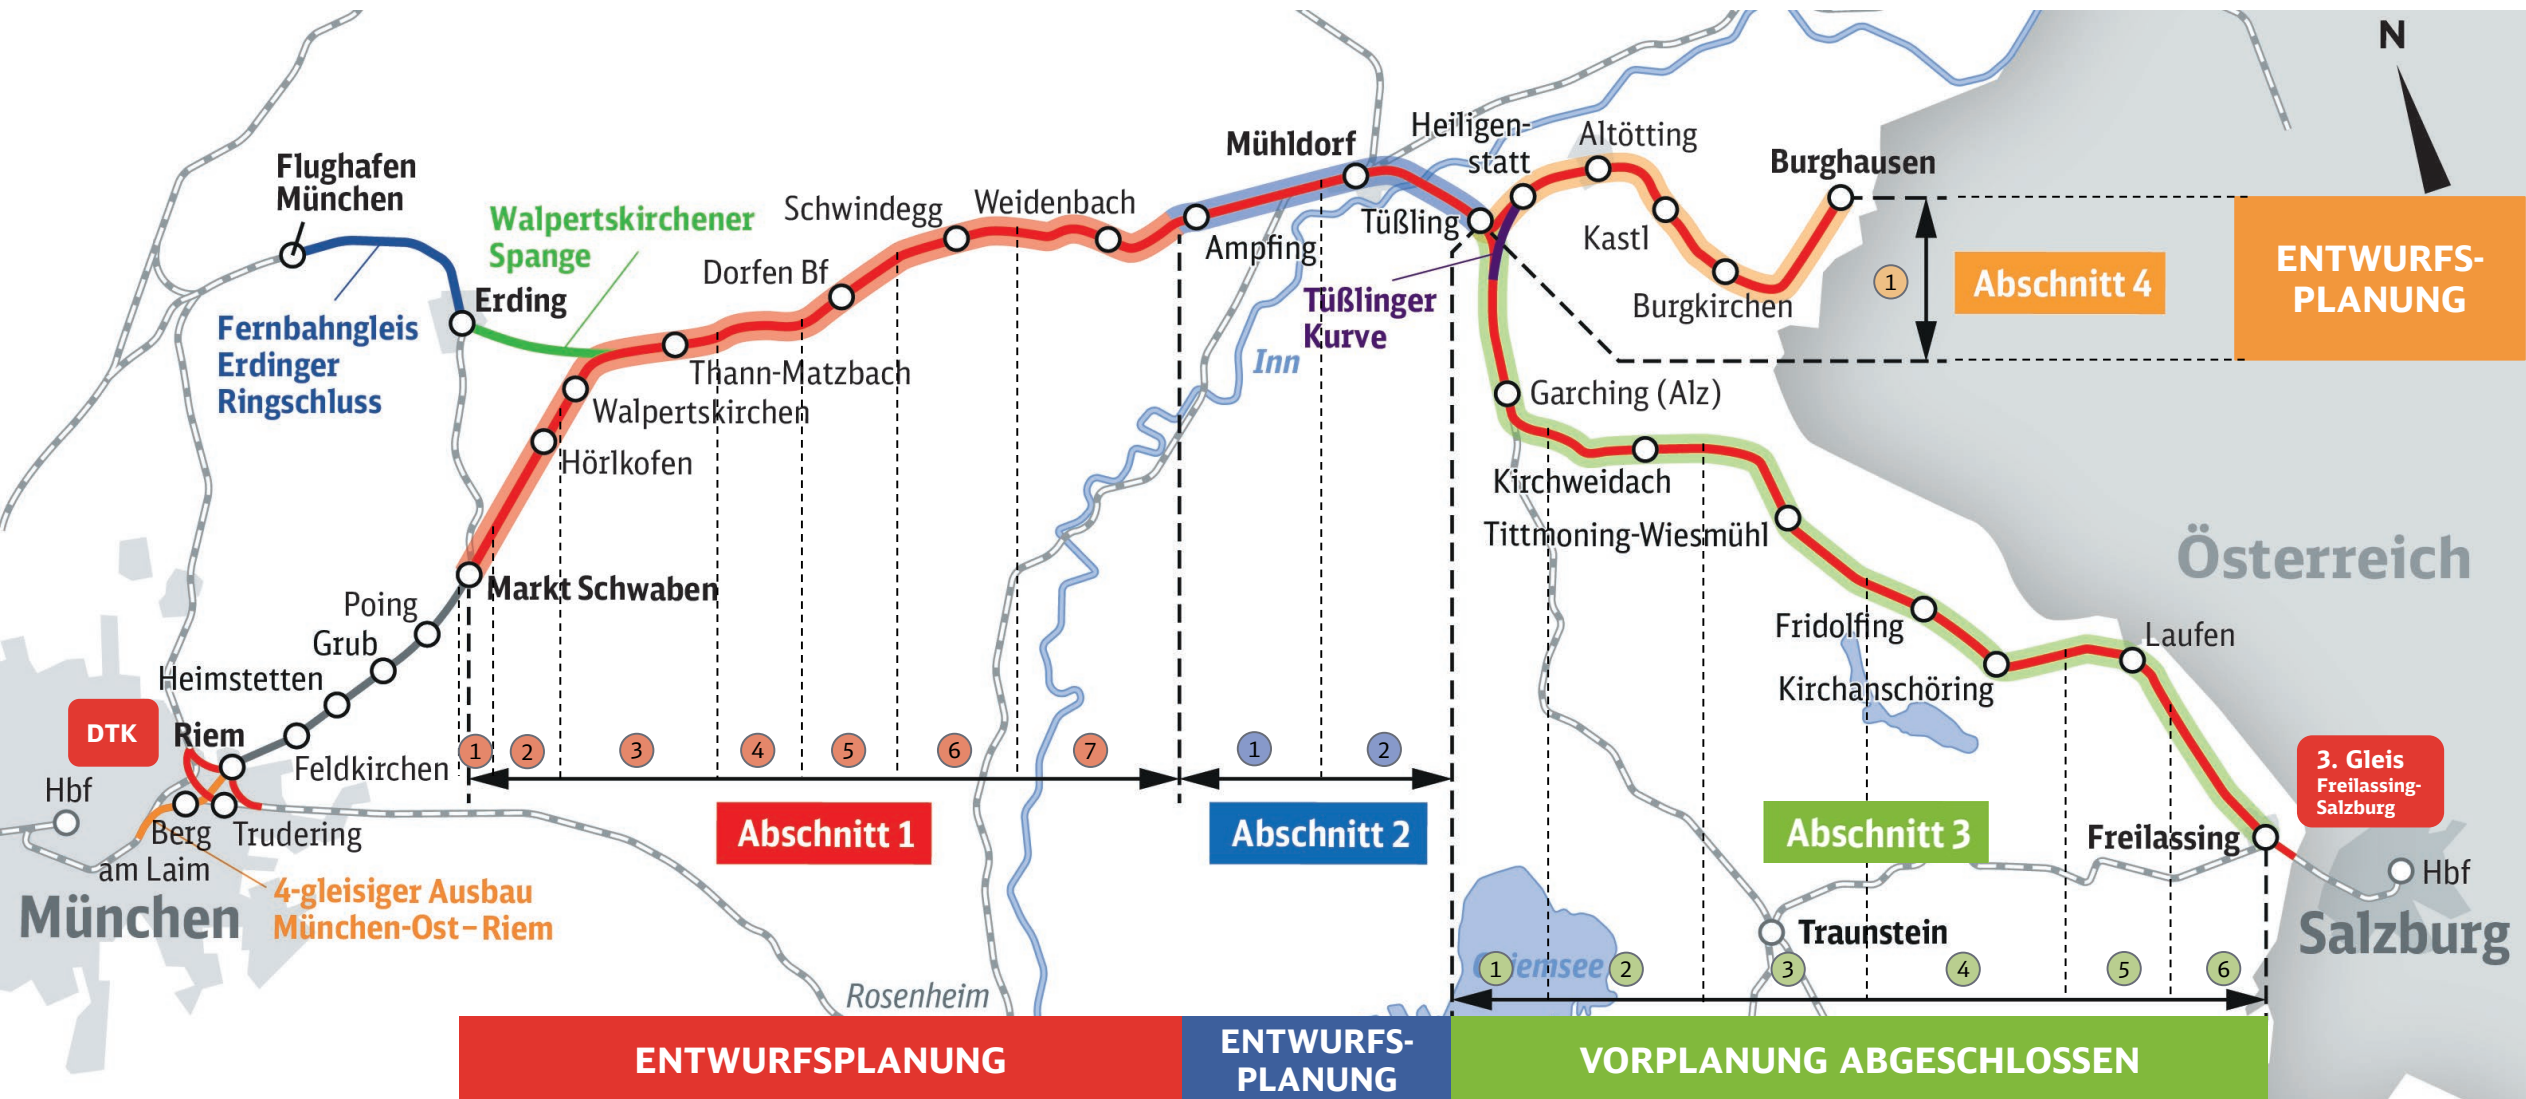 N
Flughafen
München
Fernbahngleis
Erdinger
Ringschluss
Walpertskirchener
Spange
Erding
Schwindegg
Weidenbach
Dorfen Bf
Thann-Matzbach
Walpertskirchen
Hörlkofen
Markt Schwaben
Poing
Grub
Heimstetten
Feldkirchen
DTK
Riem
Hbf
Berg
am Laim
Trudering
München
4-gleisiger Ausbau
München-Ost–Riem
Rosenheim
Mühldorf
Ampfing
Heiligen-
statt
Tüßling
Tüßlinger
Kurve
Inn
Altötting
Kastl
Burgkirchen
Burghausen
1
Abschnitt 4
ENTWURFS-
PLANUNG
Garching (Alz)
Kirchweidach
Tittmoning-Wiesmühl
Fridolfing
Kirchanschöring
Laufen
Österreich
Freilassing
3. Gleis
Freilassing-
Salzburg
Hbf
Salzburg
Traunstein
1 2 3 4 5 6 7
1 2
Abschnitt 1
Abschnitt 2
Abschnitt 3
1 2 3 4 5 6
ENTWURFSPLANUNG
ENTWURFS-
PLANUNG
VORPLANUNG ABGESCHLOSSEN